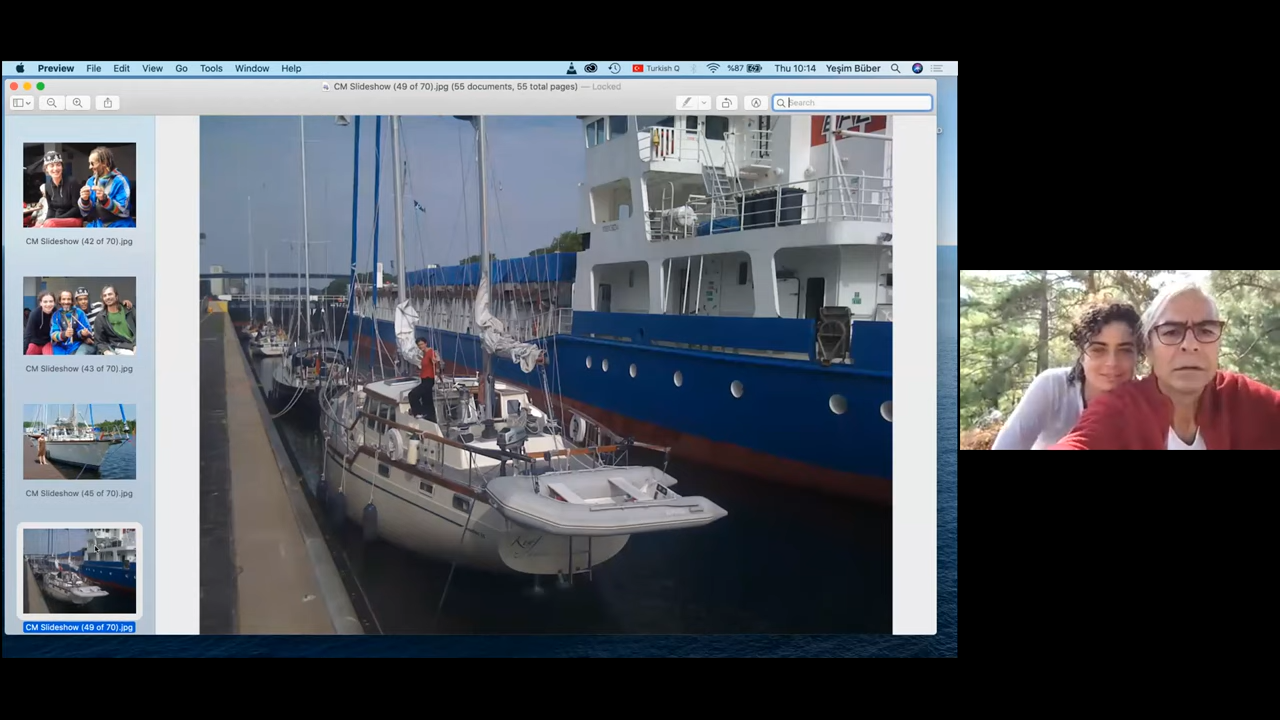 Preview File Edit View Go Tools Window Help Turkish Q %87 Thu 10:14 Yeşim Büber
CM Slideshow (49 of 70).jpg (55 documents, 55 total pages) — Locked
Search
CM Slideshow (42 of 70).jpg
CM Slideshow (43 of 70).jpg
CM Slideshow (45 of 70).jpg
CM Slideshow (49 of 70).jpg